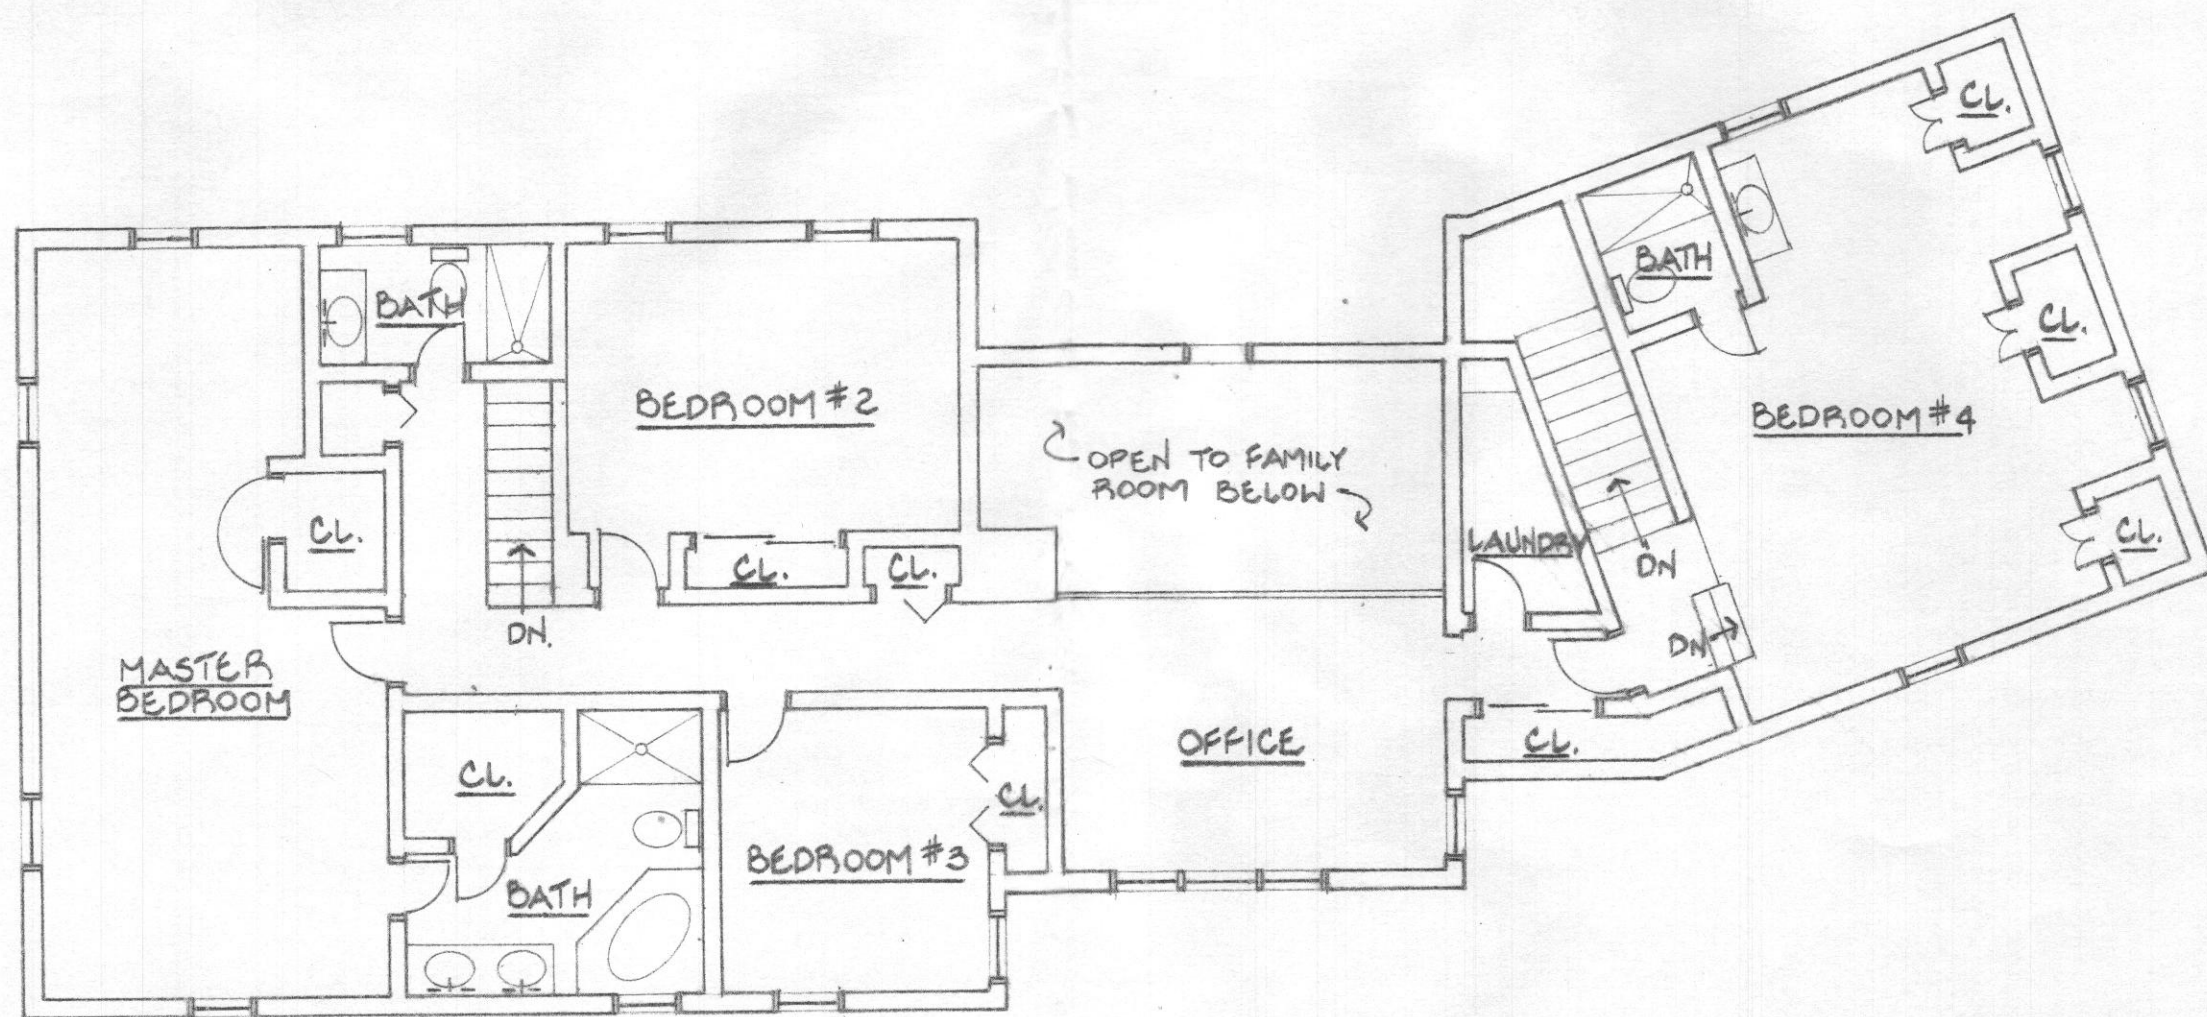 CL.
BATH
BATH
CL.
BEDROOM #2
BEDROOM #4
OPEN TO FAMILY
ROOM BELOW
CL.
CL.
CL.
CL.
LAUNDRY
DN
DN.
DN
MASTER
BEDROOM
OFFICE
CL.
CL.
CL.
BEDROOM #3
BATH